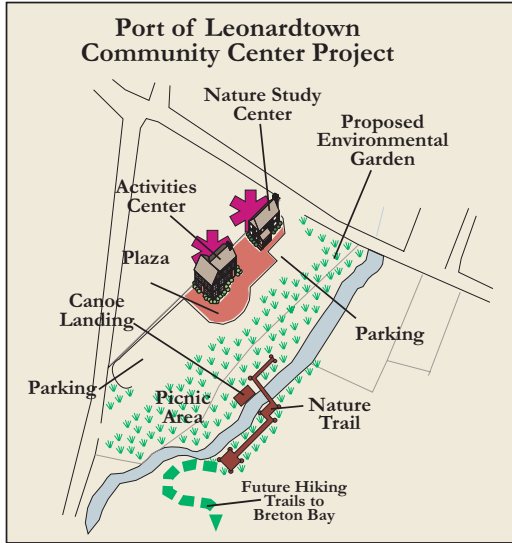 Port of Leonardtown
Community Center Project
Nature Study
Center
Proposed
Environmental
Garden
Activities
Center
Plaza
Canoe
Landing
Parking
Parking
Picnic
Area
Nature
Trail
Future Hiking
Trails to
Breton Bay